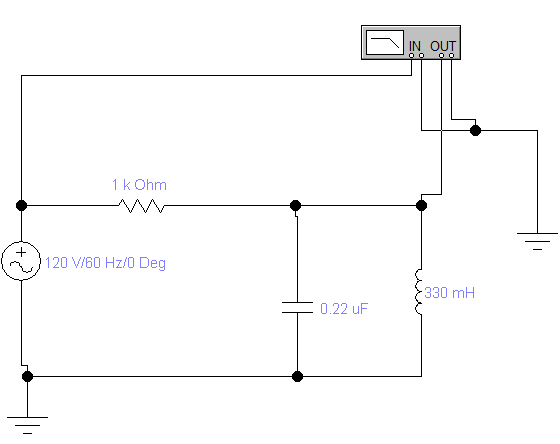 IN OUT
1 k Ohm
120 V/60 Hz/0 Deg
330 mH
0.22 uF